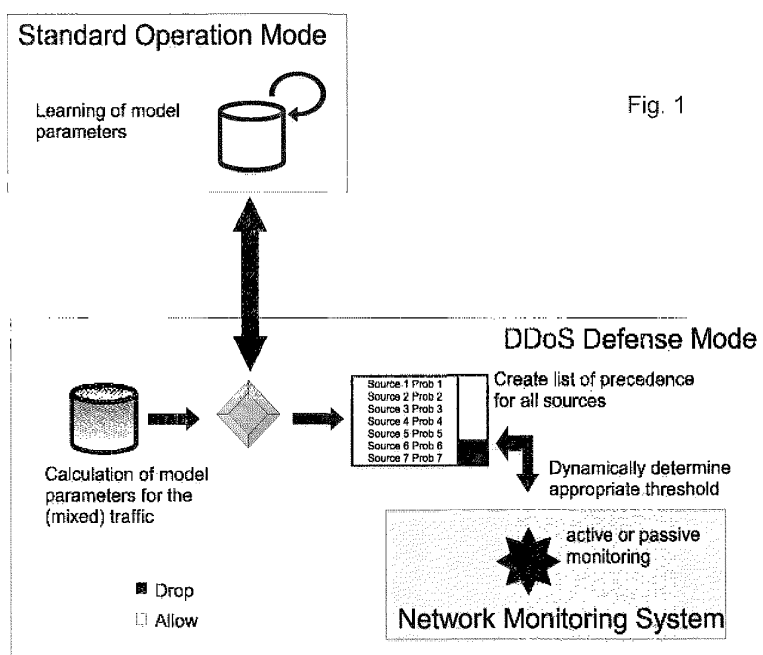 Standard Operation Mode
Learning of model
parameters
Fig. 1
DDoS Defense Mode
Source 1 Prob 1
Source 2 Prob 2
Source 3 Prob 3
Source 4 Prob 4
Source 5 Prob 5
Source 6 Prob 6
Source 7 Prob 7
Create list of precedence
for all sources
Calculation of model
parameters for the
(mixed) traffic
Dynamically determine
appropriate threshold
active or passive
monitoring
Drop
Allow
Network Monitoring System